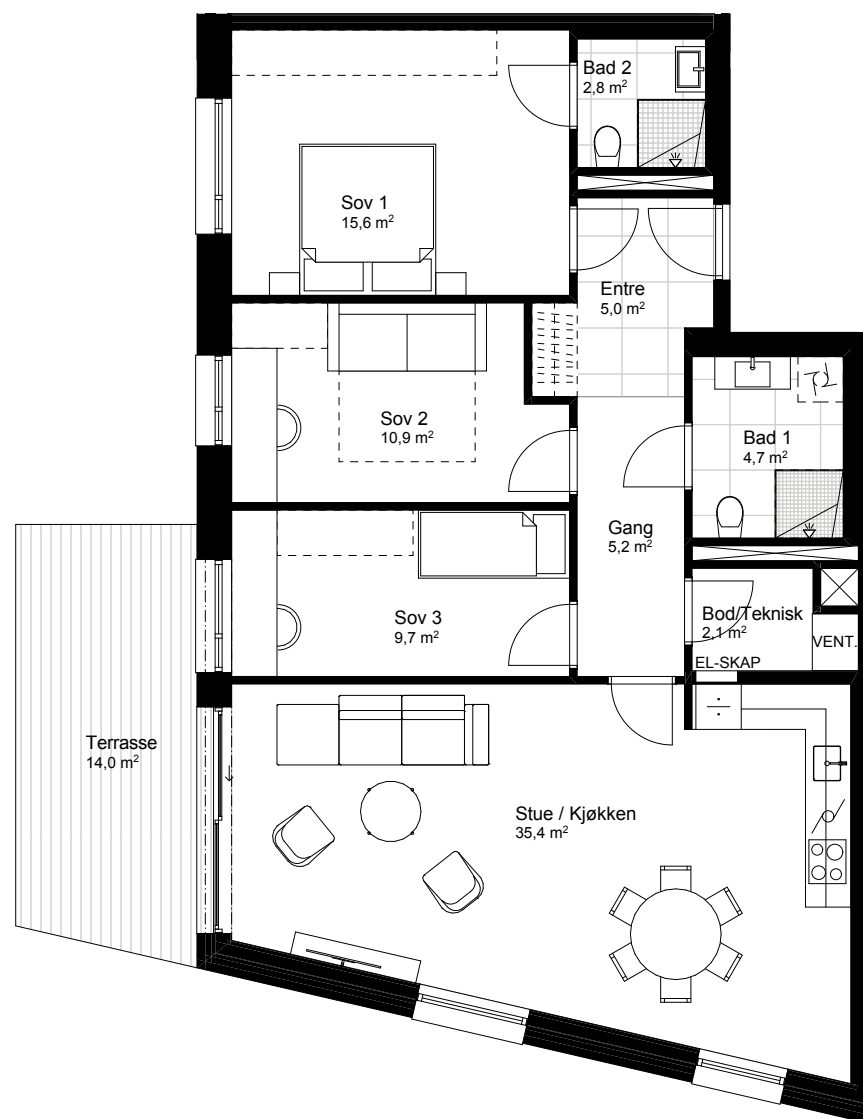 Bad 2
2,8 m²
Sov 1
15,6 m²
Entre
5,0 m²
Sov 2
10,9 m²
Bad 1
4,7 m²
Gang
5,2 m²
Sov 3
9,7 m²
Bod/Teknisk
2,1 m²
VENT.
EL-SKAP
Terrasse
14,0 m²
Stue / Kjøkken
35,4 m²